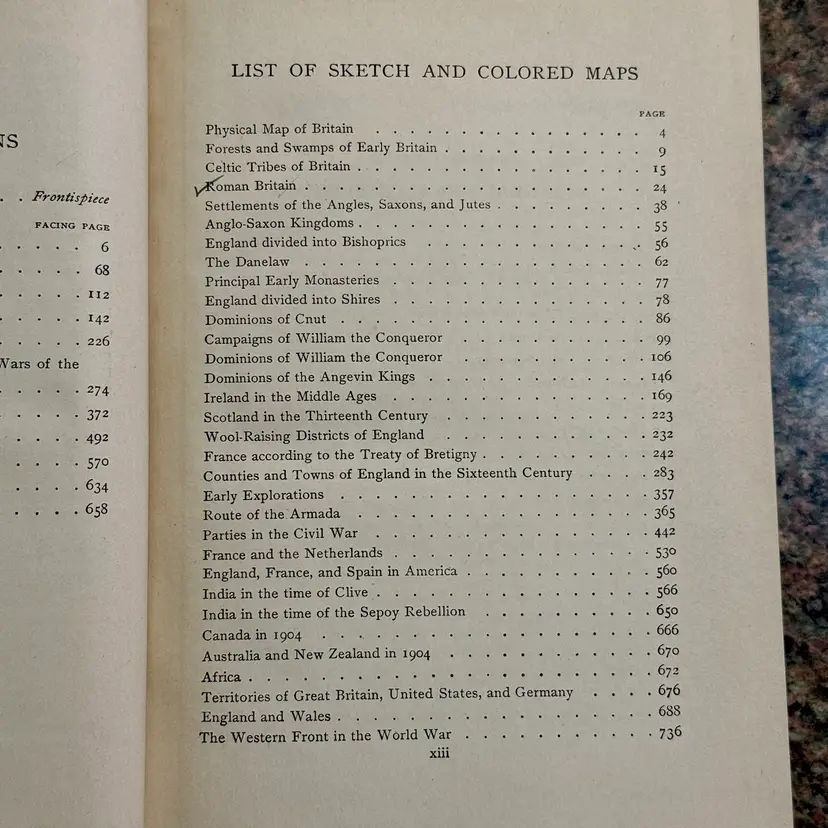 NS
. . Frontispiece
FACING PAGE
. . . . . 6
. . . . . 68
. . . . . 112
. . . . . 142
. . . . . 226
Wars of the
. . . . . 274
. . . . . 372
. . . . . 492
. . . . 570
. . . . 634
. . . . 658
LIST OF SKETCH AND COLORED MAPS
PAGE
Physical Map of Britain . . . . . . . . . . . . . 4
Forests and Swamps of Early Britain . . . . . . . . . . 9
Celtic Tribes of Britain . . . . . . . . . . . . . . 15
Roman Britain . . . . . . . . . . . . . . . . . 24
Settlements of the Angles, Saxons, and Jutes . . . . . . . . 38
Anglo-Saxon Kingdoms . . . . . . . . . . . . . . 55
England divided into Bishoprics . . . . . . . . . . . 56
The Danelaw . . . . . . . . . . . . . . . . . 62
Principal Early Monasteries . . . . . . . . . . . . 77
England divided into Shires . . . . . . . . . . . . 78
Dominions of Cnut . . . . . . . . . . . . . . . 86
Campaigns of William the Conqueror . . . . . . . . . . 99
Dominions of William the Conqueror . . . . . . . . . . 106
Dominions of the Angevin Kings . . . . . . . . . . . 146
Ireland in the Middle Ages . . . . . . . . . . . . . 169
Scotland in the Thirteenth Century . . . . . . . . . . 223
Wool-Raising Districts of England . . . . . . . . . . 232
France according to the Treaty of Bretigny . . . . . . . . . 242
Counties and Towns of England in the Sixteenth Century . . . . 283
Early Explorations . . . . . . . . . . . . . . . 357
Route of the Armada . . . . . . . . . . . . . . 365
Parties in the Civil War . . . . . . . . . . . . . 442
France and the Netherlands . . . . . . . . . . . . 530
England, France, and Spain in America . . . . . . . . . . 560
India in the time of Clive . . . . . . . . . . . . . 566
India in the time of the Sepoy Rebellion . . . . . . . . . 650
Canada in 1904 . . . . . . . . . . . . . . . . 666
Australia and New Zealand in 1904 . . . . . . . . . . 670
Africa . . . . . . . . . . . . . . . . . . . 672
Territories of Great Britain, United States, and Germany . . . . 676
England and Wales . . . . . . . . . . . . . . . 688
The Western Front in the World War . . . . . . . . . . 736
xiii